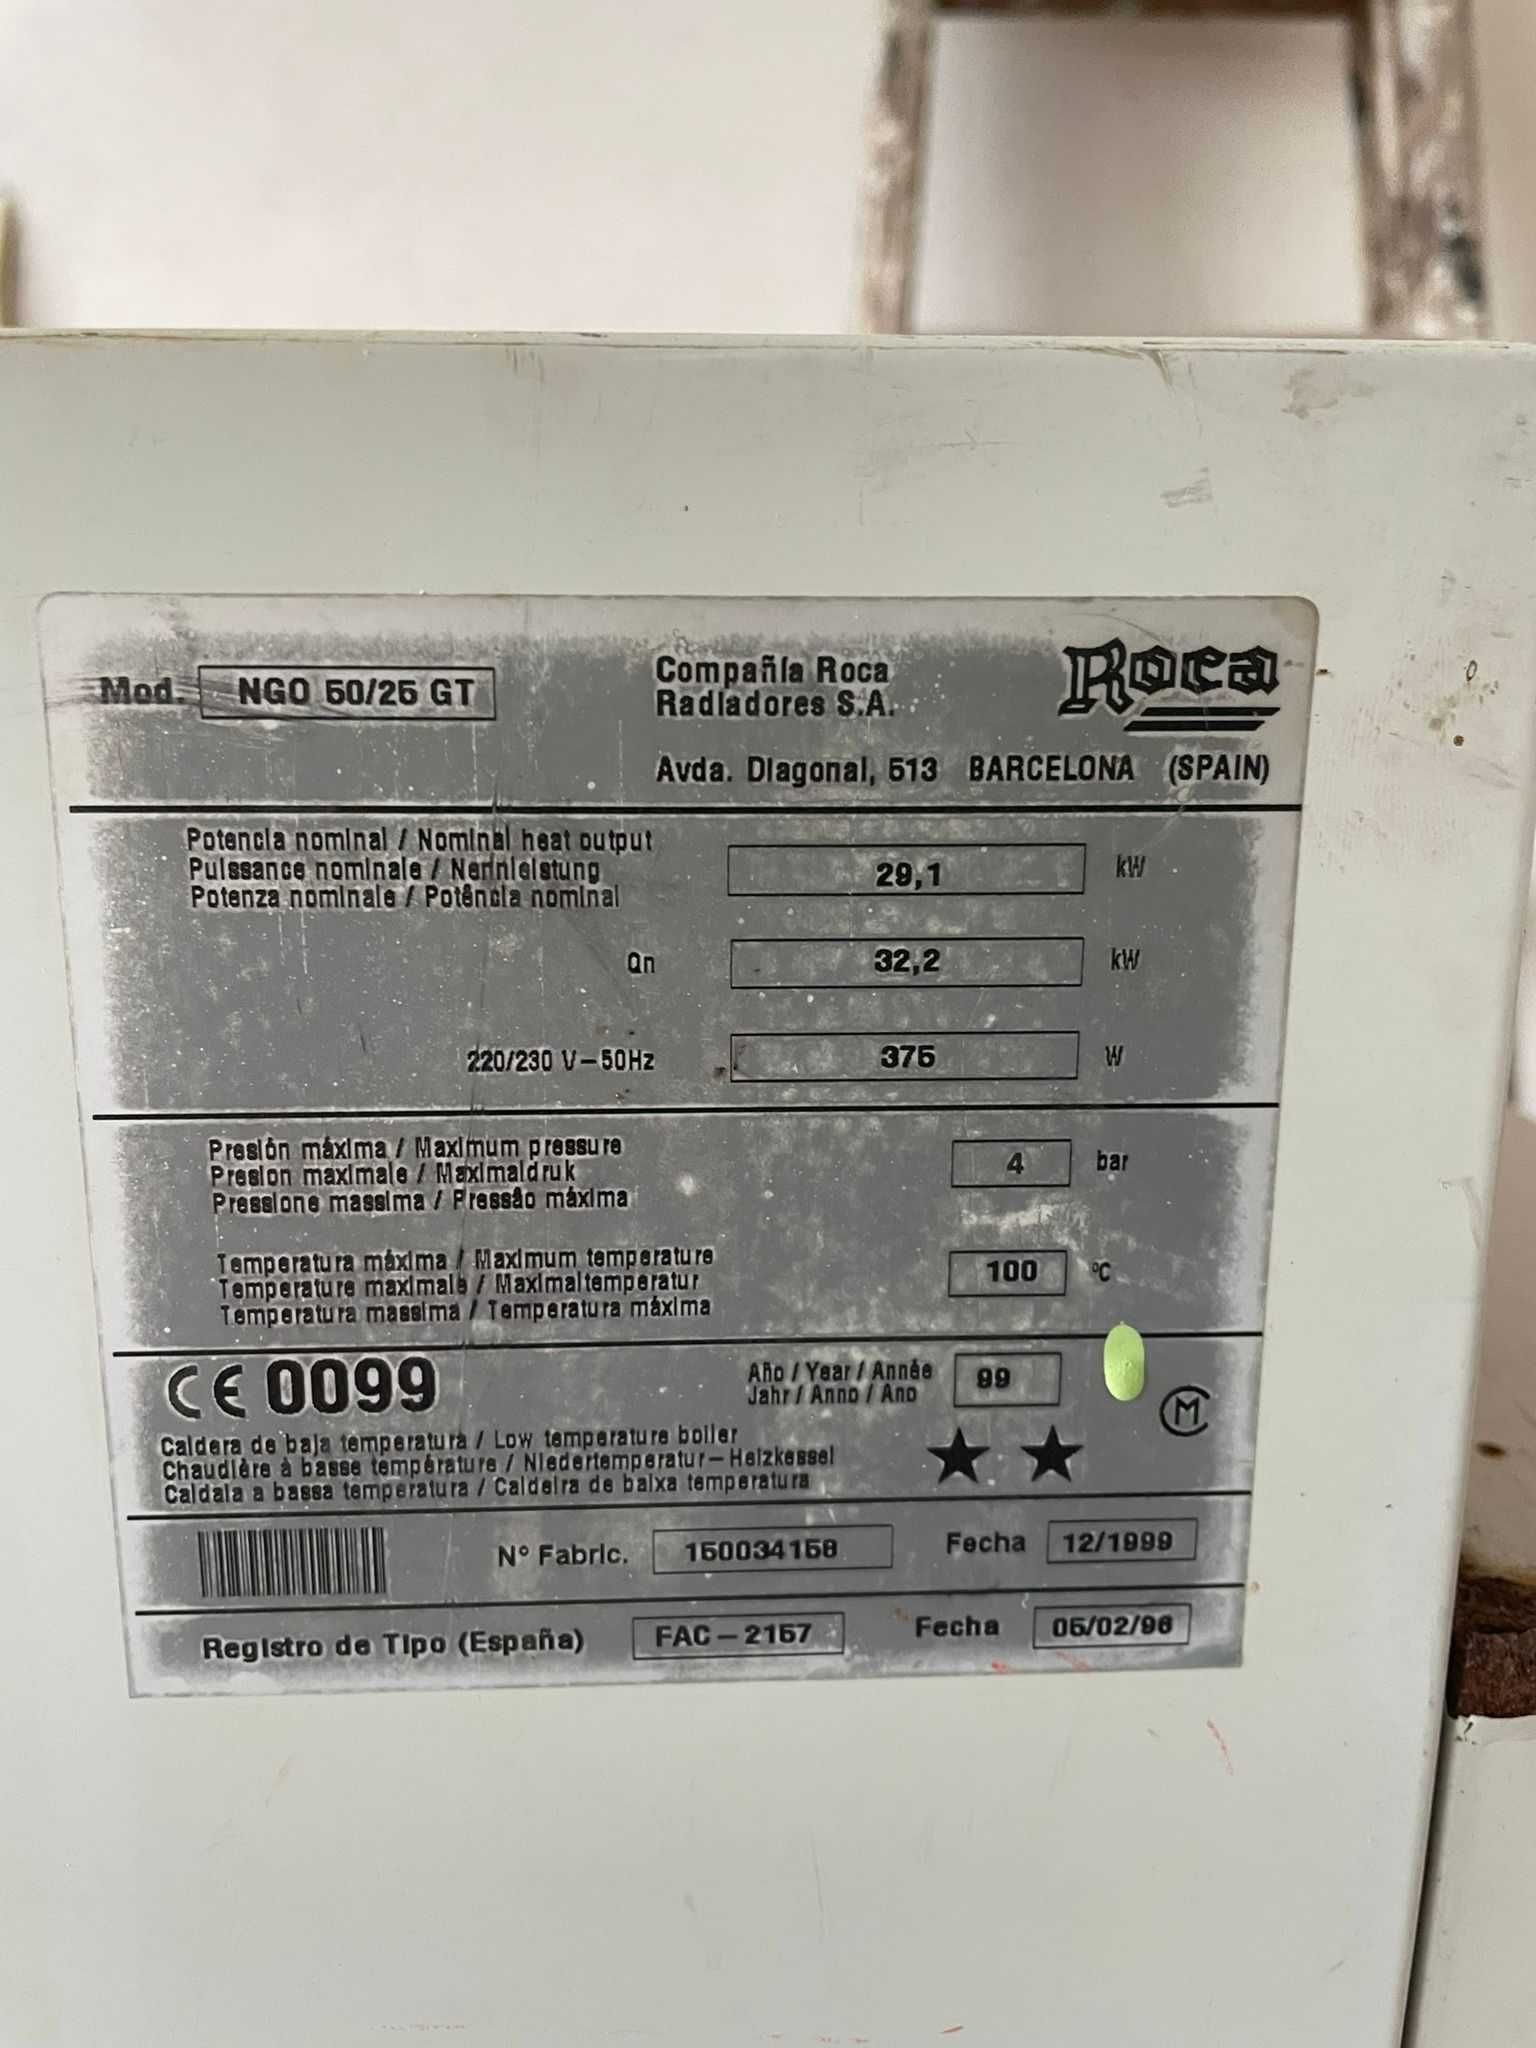 Mod. NGO 50/25 GT
Compañía Roca
Radiadores S.A.
Roca
Avda. Diagonal, 513 BARCELONA (SPAIN)
Potencia nominal / Nominal heat output
Puissance nominale / Nennleistung
Potenza nominale / Potência nominal
29,1 kW
Qn 32,2 kW
220/230 V-50Hz 375 W
Presión máxima / Maximum pressure
Presion maximale / Maximaldruk
Pressione massima / Pressão máxima
4 bar
Temperatura máxima / Maximum temperature
Temperature maximale / Maximaltemperatur
Temperatura massima / Temperatura máxima
100 °C
CE 0099
Año / Year / Année
Jahr / Anno / Ano
99
CM
Caldera de baja temperatura / Low temperature boiler
Chaudière à basse température / Niedertemperatur-Heizkessel
Caldaia a bassa temperatura / Caldeira de baixa temperatura
★ ★
N° Fabric. 150034158 Fecha 12/1999
Registro de Tipo (España) FAC-2157 Fecha 05/02/96